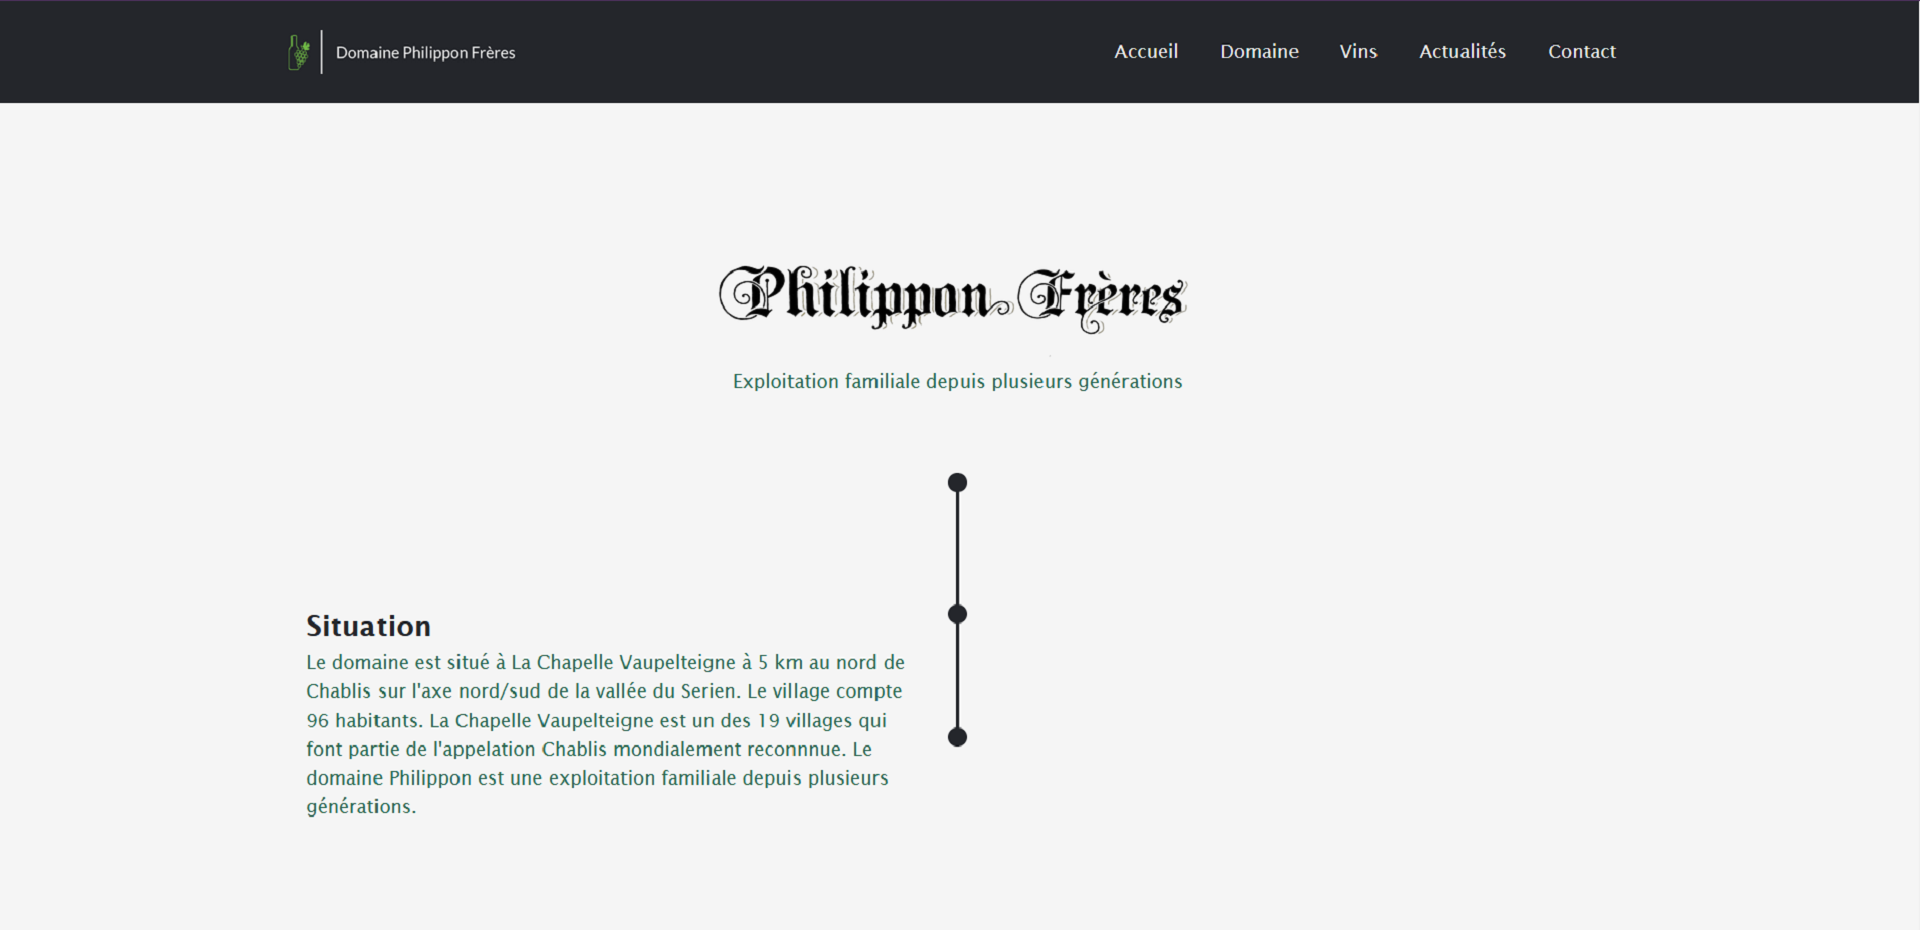 Domaine Philippon Frères
Accueil Domaine Vins Actualités Contact
Philippon Frères
Exploitation familiale depuis plusieurs générations
Situation
Le domaine est situé à La Chapelle Vaupelteigne à 5 km au nord de
Chablis sur l'axe nord/sud de la vallée du Serien. Le village compte
96 habitants. La Chapelle Vaupelteigne est un des 19 villages qui
font partie de l'appelation Chablis mondialement reconnnue. Le
domaine Philippon est une exploitation familiale depuis plusieurs
générations.